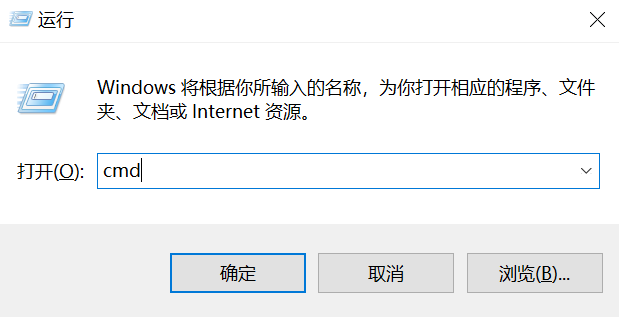 运行
Windows 将根据你所输入的名称，为你打开相应的程序、文件
夹、文档或 Internet 资源。
打开(O): cmd
确定 取消 浏览(B)...